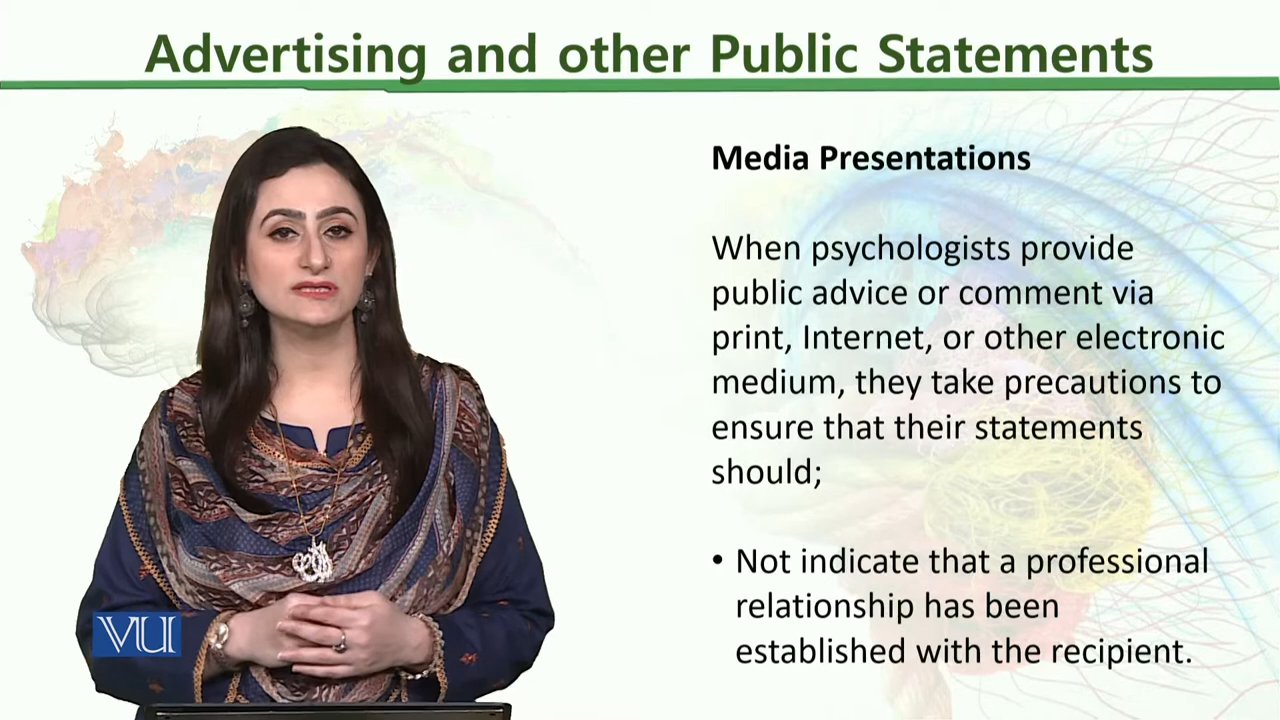 Advertising and other Public Statements
Media Presentations
When psychologists provide
public advice or comment via
print, Internet, or other electronic
medium, they take precautions to
ensure that their statements
should;
• Not indicate that a professional
relationship has been
established with the recipient.
VU
الله